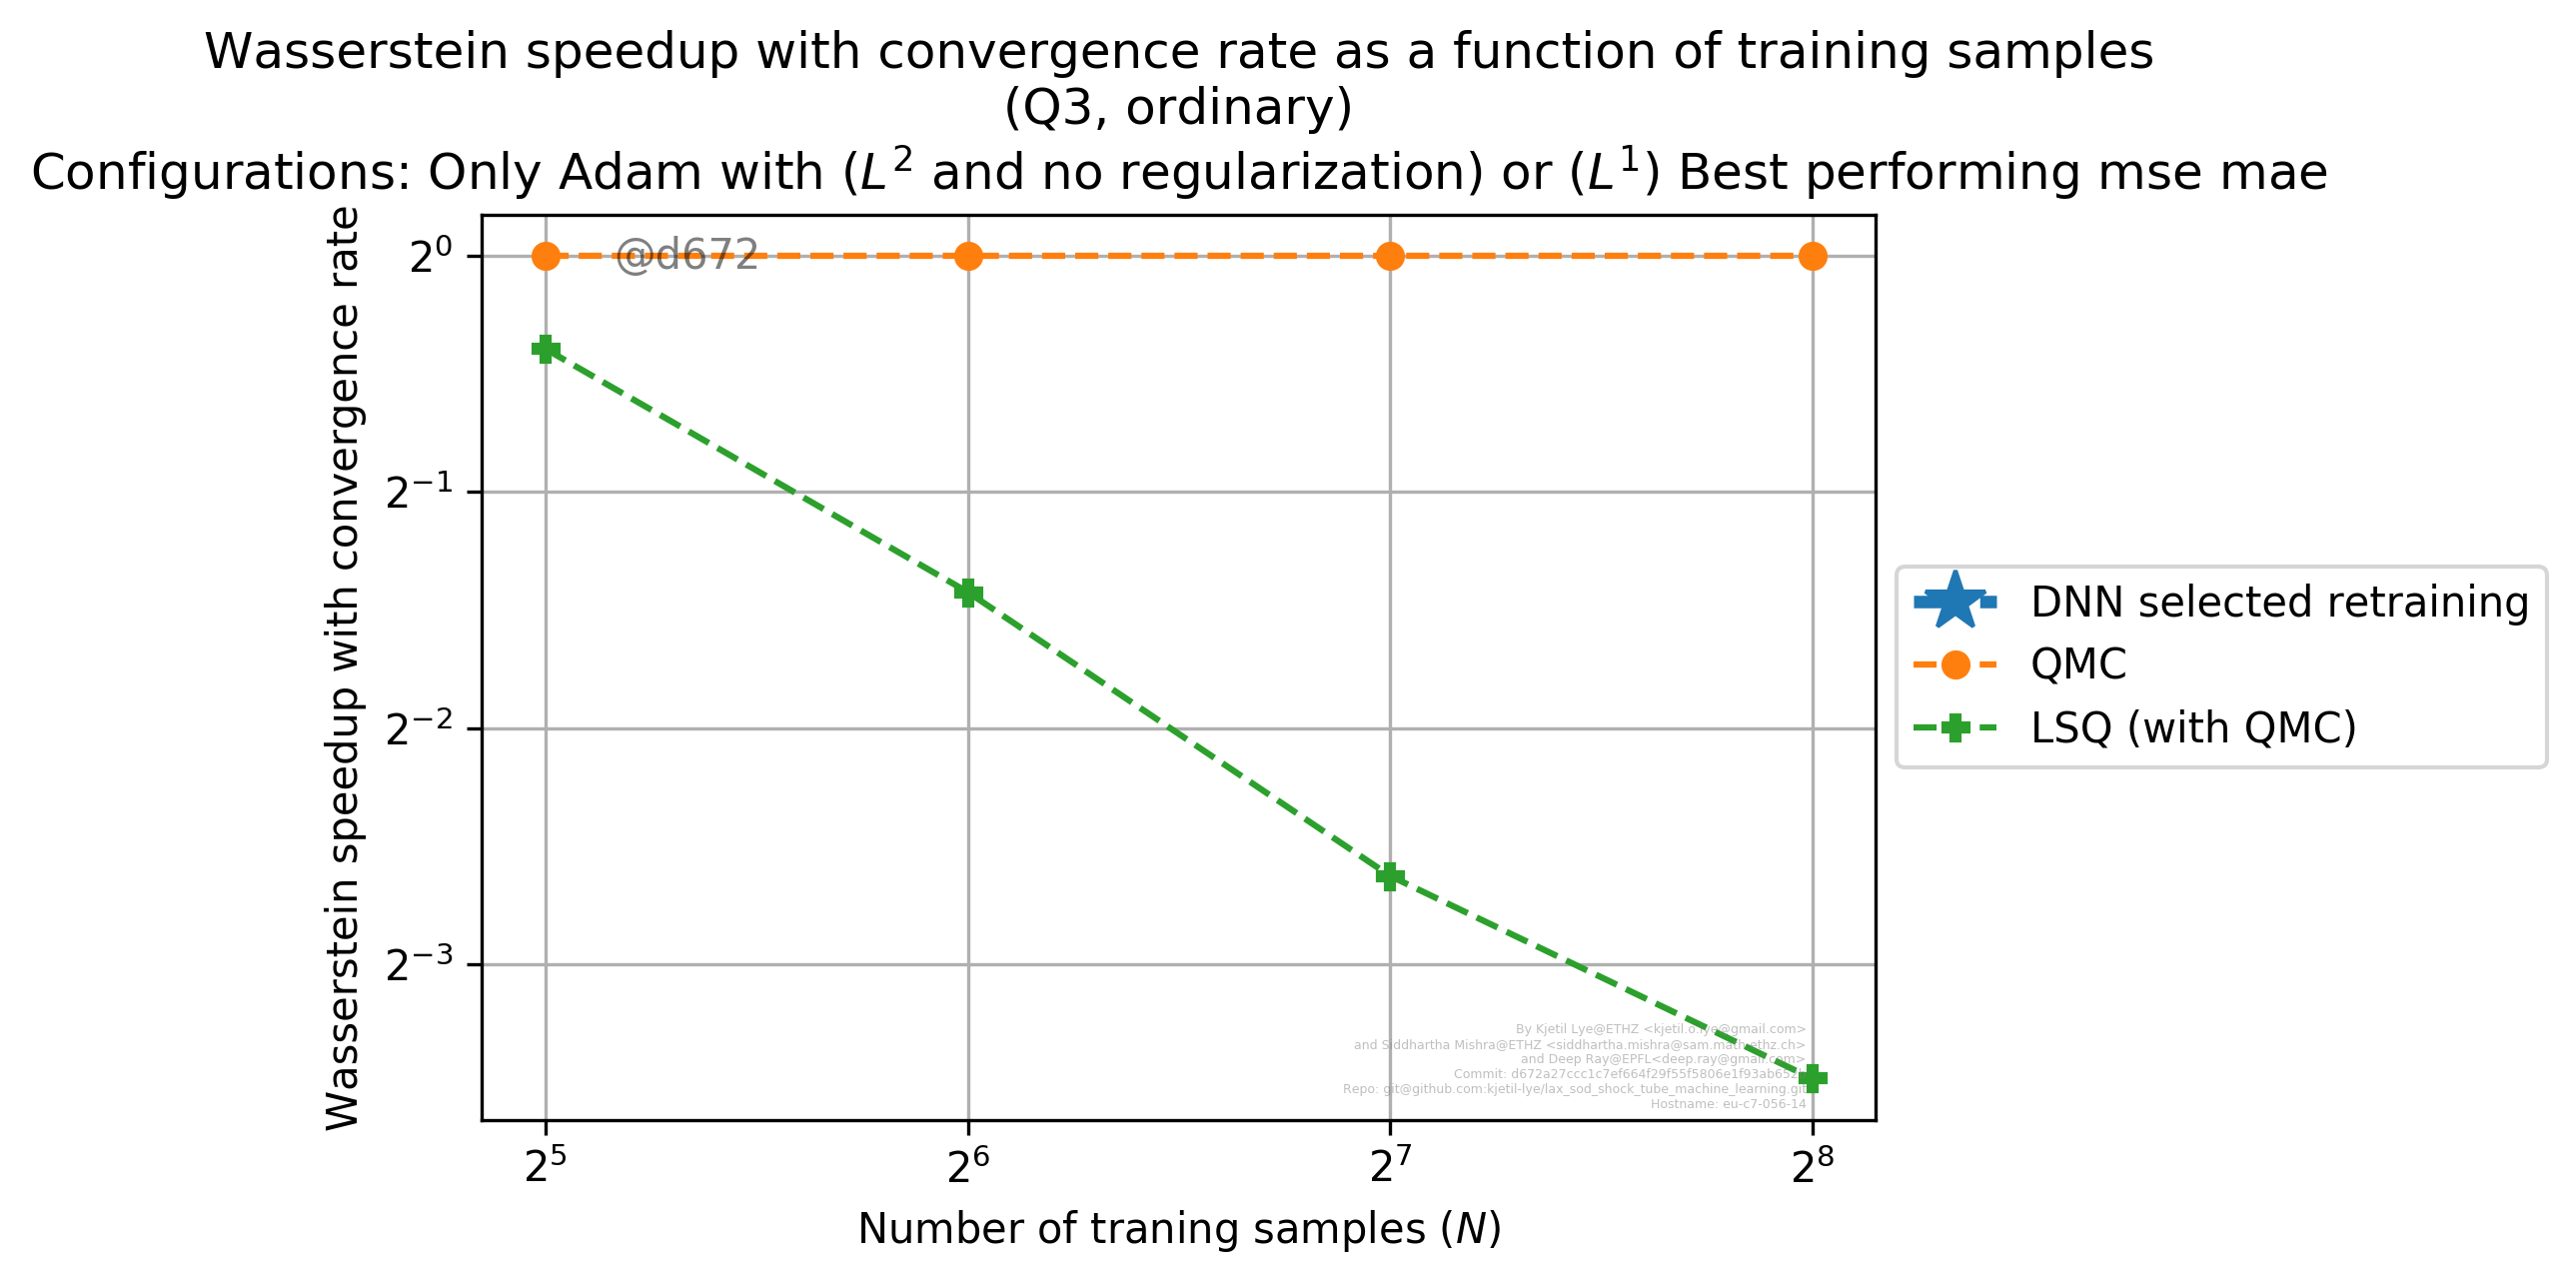 Wasserstein speedup with convergence rate as a function of training samples
(Q3, ordinary)
Configurations: Only Adam with (L² and no regularization) or (L¹) Best performing mse mae
Wasserstein speedup with convergence rate
2⁰
2⁻¹
2⁻²
2⁻³
@d672
By Kjetil Lye@ETHZ <kjetil.o.lye@gmail.com>
and Siddhartha Mishra@ETHZ <siddhartha.mishra@sam.math.ethz.ch>
and Deep Ray@EPFL<deep.ray@gmail.com>
Commit:
Repo: git@github.com:kjetil-lye/lax_sod_shock_tube_machine_learning.git
Hostname: eu-c7-056-14
2⁵
2⁶
2⁷
2⁸
Number of traning samples (N)
DNN selected retraining
QMC
LSQ (with QMC)